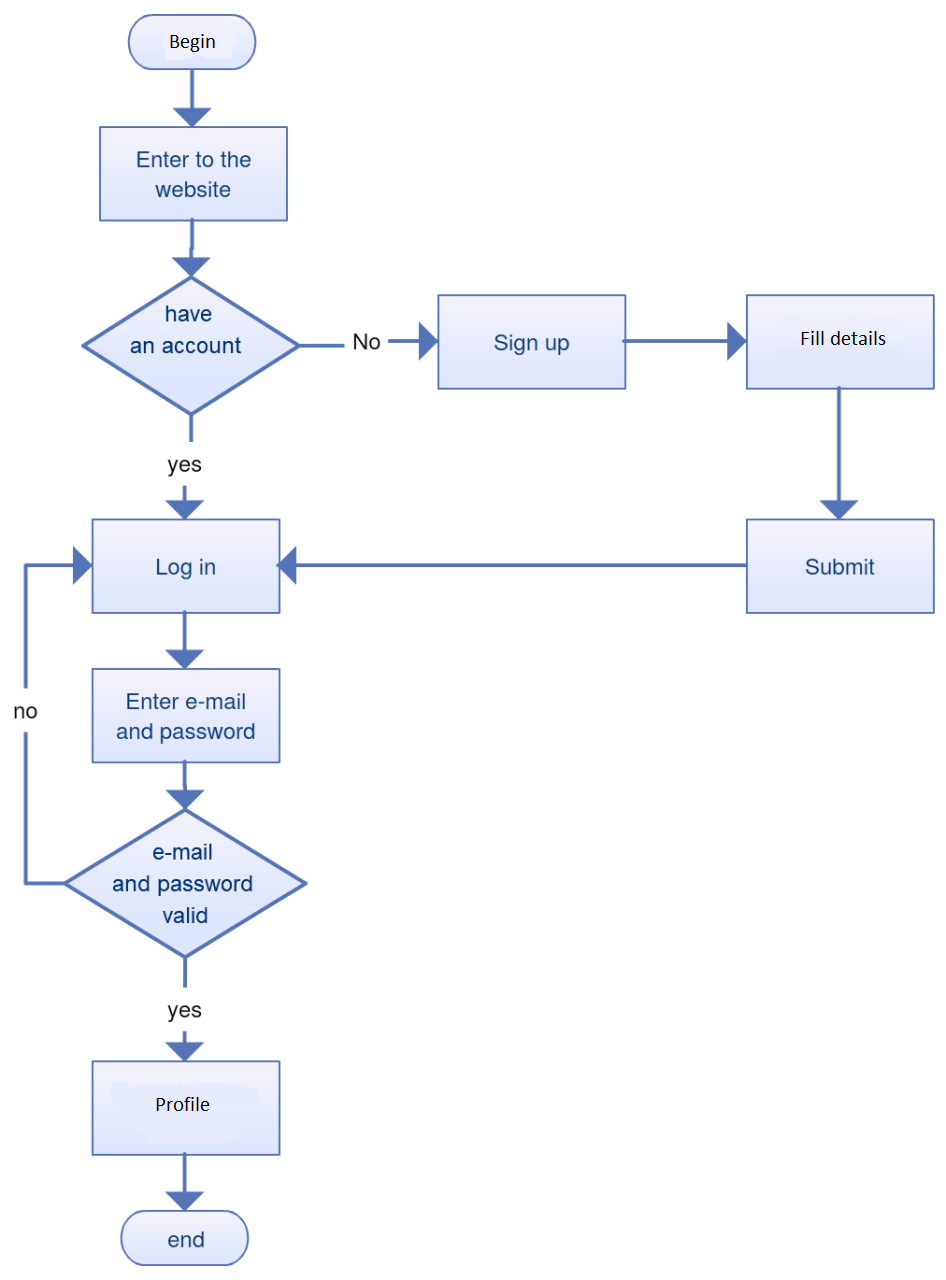 Begin
Enter to the
website
have
an account
No
Sign up
Fill details
yes
Log in
Submit
Enter e-mail
and password
no
e-mail
and password
valid
yes
Profile
end